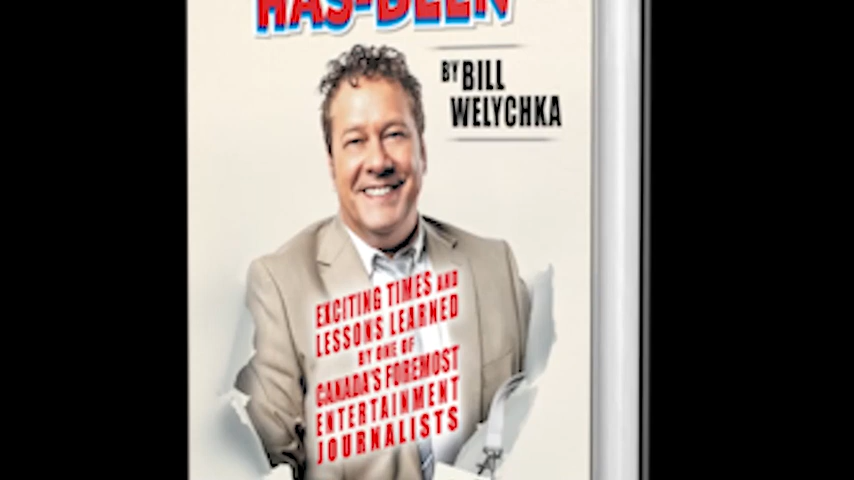 HAS-BEEN
BY BILL
WELYCHKA
EXCITING TIMES AND
LESSONS LEARNED
BY ONE OF
CANADA'S FOREMOST
ENTERTAINMENT
JOURNALISTS